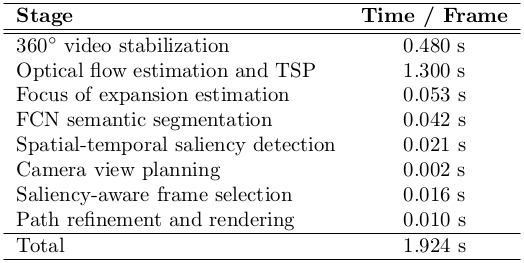 Stage Time / Frame
360° video stabilization 0.480 s
Optical flow estimation and TSP 1.300 s
Focus of expansion estimation 0.053 s
FCN semantic segmentation 0.042 s
Spatial-temporal saliency detection 0.021 s
Camera view planning 0.002 s
Saliency-aware frame selection 0.016 s
Path refinement and rendering 0.010 s
Total 1.924 s